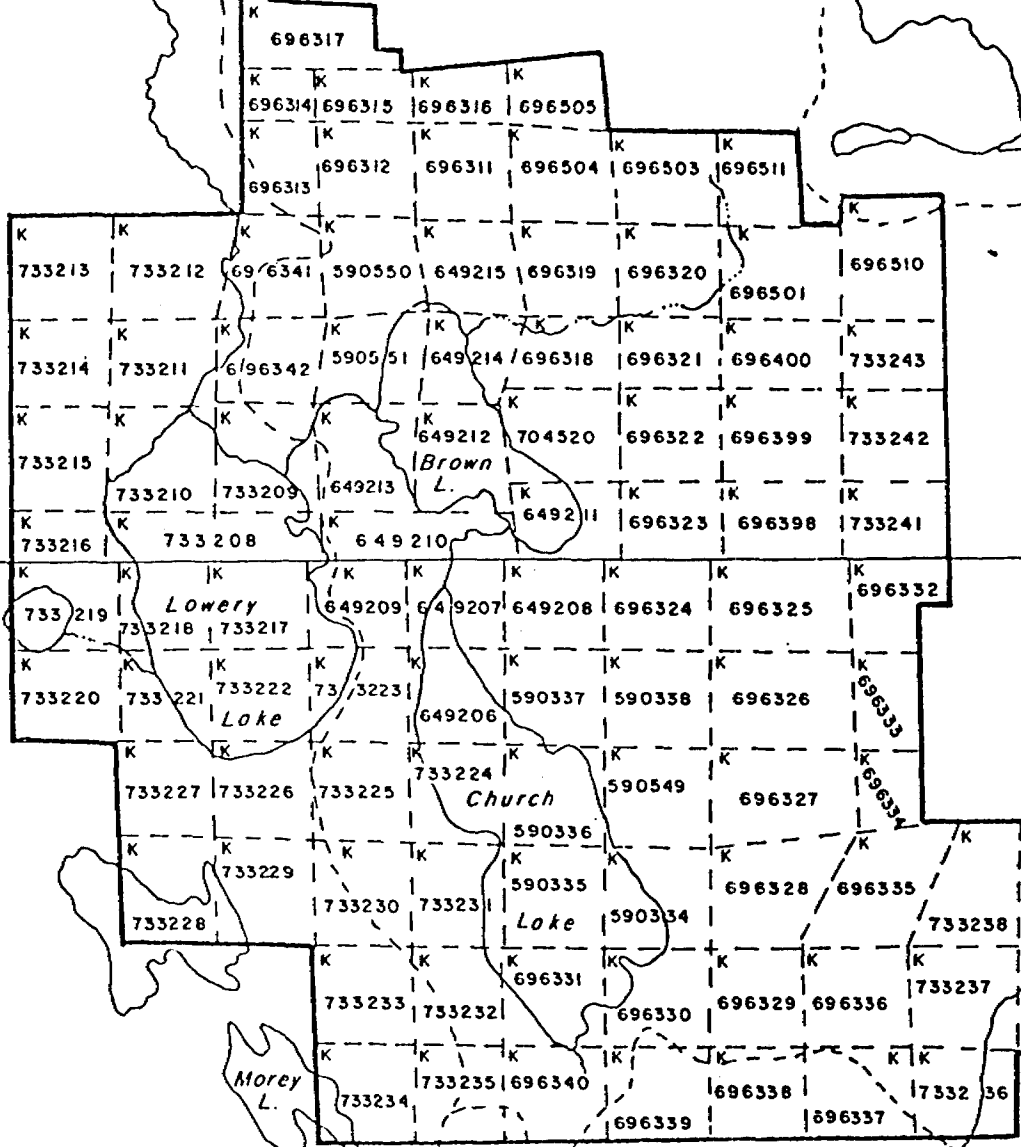 K
696317
K K K K
696314 696315 696316 696505
K K K K K K
696313 696312 696311 696504 696503 696511
K
696510
K K K K K K K K
733213 733212 696341 590550 649215 696319 696320 696501
K K K K K K K K K
733214 733211 696342 590551 649214 696318 696321 696400 733243
K K K K K K K
733215 649212 704520 696322 696399 733242
Brown
L.
733210 733209 649213
K K K K K K
733216 733208 649210 649211 696323 696398 733241
K K K K K K K K K
733219 Lowery 649209 649207 649208 696324 696325 696332
733218 733217
K K K K K K K K K
733220 733221 733222 733223 590337 590338 696326 696333
Lake 649206
K K K K K K
733227 733226 733225 733224 590549 696327 696334
Church
590336
K K K K K K K K K
733229 590335 696328 696335
733228 733230 733231 Lake 590334 733238
K K K K K K K
733233 733232 696331 696330 696329 696336 733237
K K K K K K K
Morey
L.
733234 733235 696340 696339 696338 696337 733236